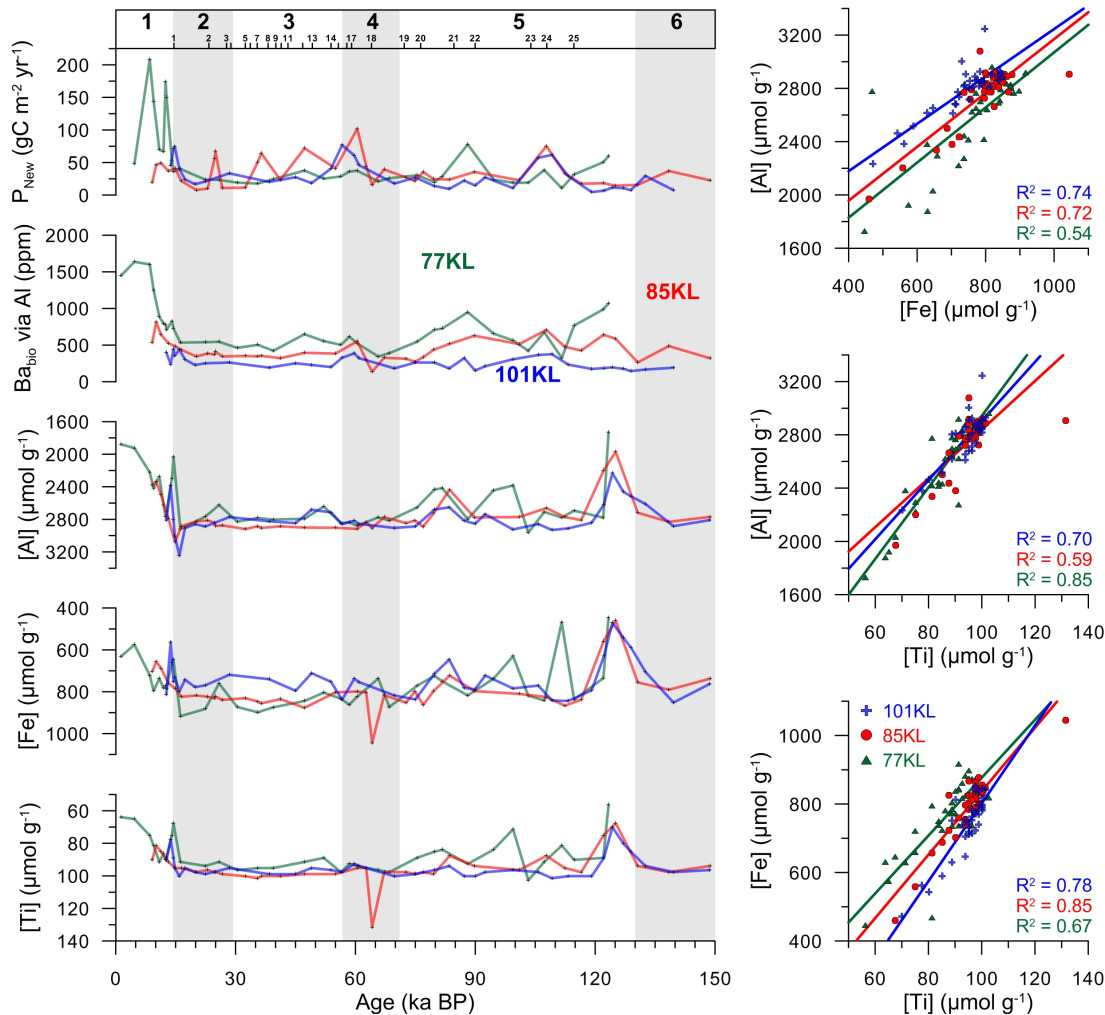 1 2 3 4 5 6
1 2 3 5 7 8 9 11 13 14 17 18 19 20 21 22 23 24 25
P_New (gC m⁻² yr⁻¹)
200
150
100
50
0
Ba_bio via Al (ppm)
2000
1500
1000
500
0
77KL
85KL
101KL
[Al] (µmol g⁻¹)
1600
2000
2400
2800
3200
[Fe] (µmol g⁻¹)
400
600
800
1000
[Ti] (µmol g⁻¹)
60
80
100
120
140
0 30 60 90 120 149
Age (ka BP)
[Al] (µmol g⁻¹)
3200
2800
2400
2000
1600
R² = 0.74
R² = 0.72
R² = 0.54
400 600 800 1000
[Fe] (µmol g⁻¹)
[Al] (µmol g⁻¹)
3200
2800
2400
2000
1600
R² = 0.70
R² = 0.59
R² = 0.85
60 80 100 120 140
[Ti] (µmol g⁻¹)
[Fe] (µmol g⁻¹)
1000
800
600
400
101KL
85KL
77KL
R² = 0.78
R² = 0.85
R² = 0.67
60 80 100 120 140
[Ti] (µmol g⁻¹)